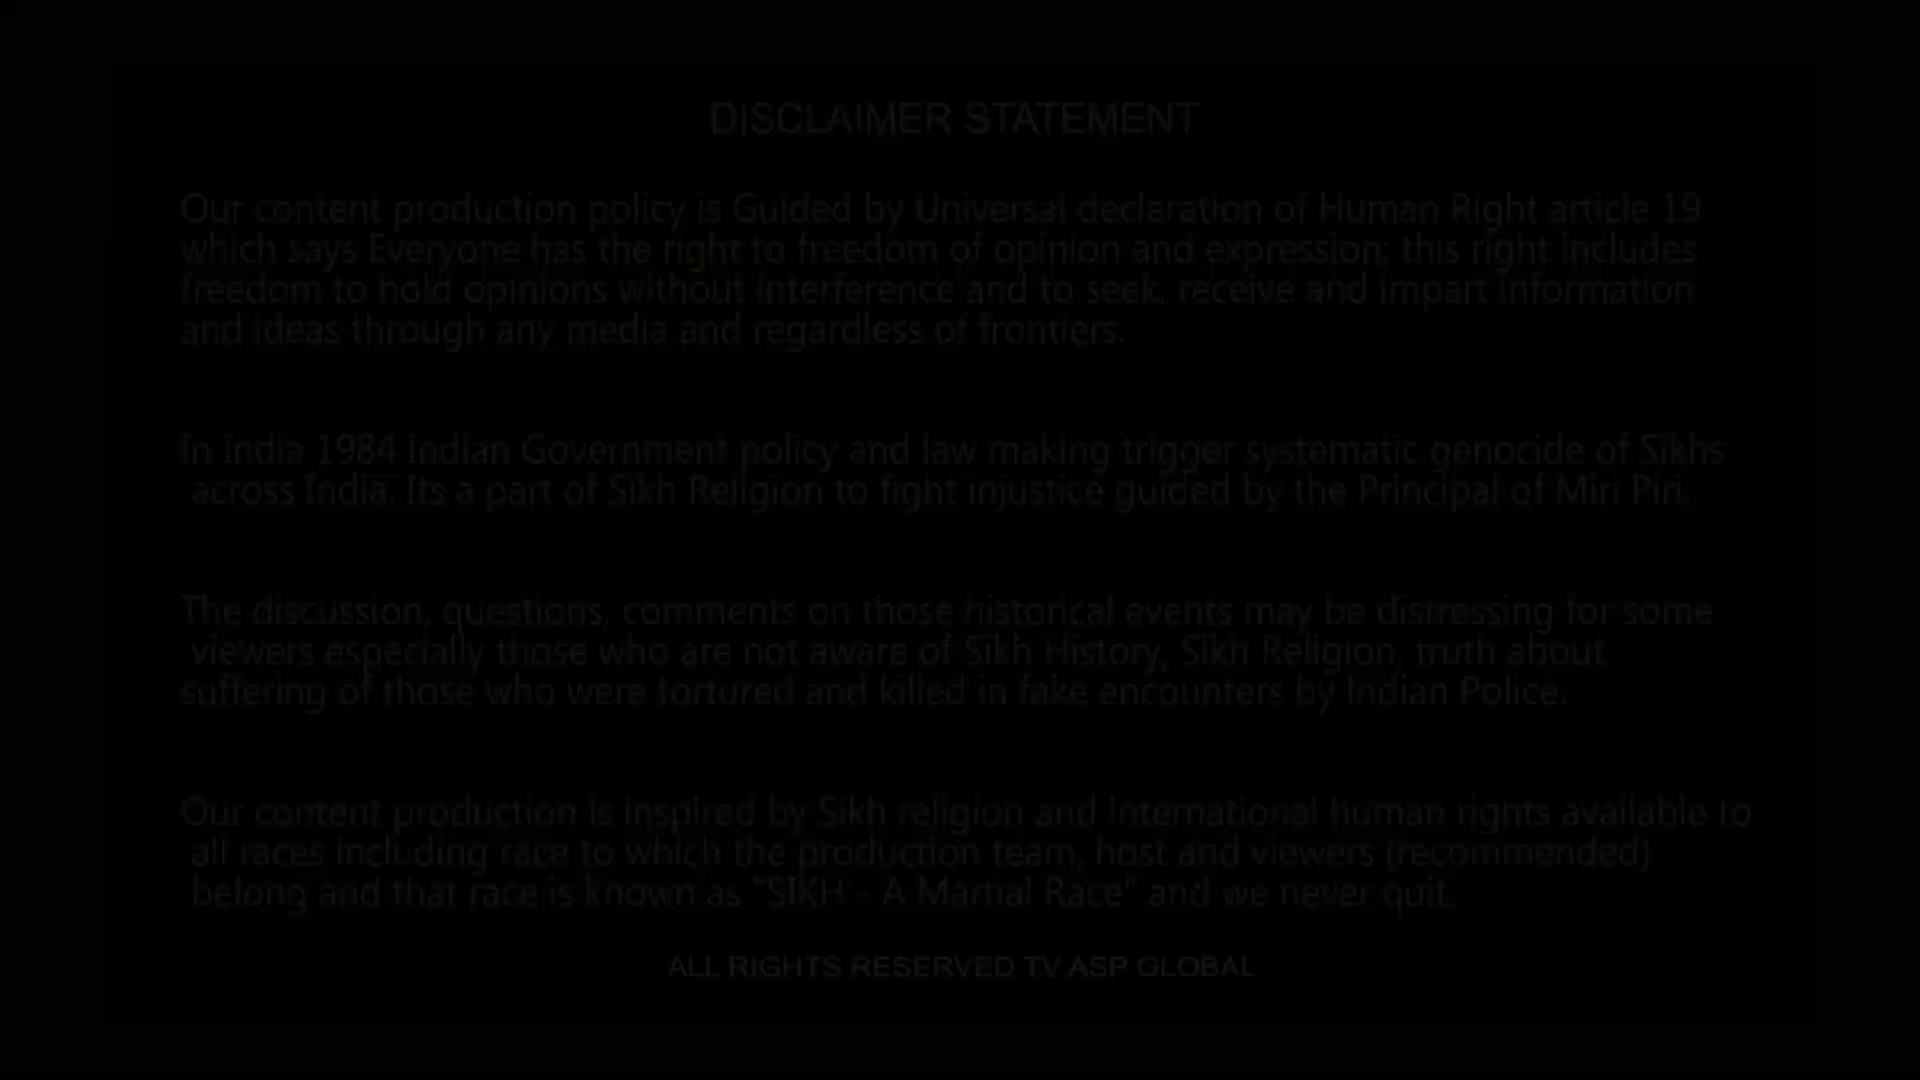 DISCLAIMER STATEMENT
Our content production policy is Guided by Universal declaration of Human Right article 19
which says Everyone has the right to freedom of opinion and expression; this right includes
freedom to hold opinions without interference and to seek, receive and impart information
and ideas through any media and regardless of frontiers.
In India 1984 Indian Government policy and law making trigger systematic genocide of Sikhs
across India. Its a part of Sikh Religion to fight injustice guided by the Principal of Miri Piri.
The discussion, questions, comments on those historical events may be distressing for some
viewers especially those who are not aware of Sikh History, Sikh Religion, truth about
suffering of those who were tortured and killed in fake encounters by Indian Police.
Our content production is inspired by Sikh religion and International human rights available to
all races including race to which the production team, host and viewers (recommended)
belong and that race is known as "SIKH - A Martial Race" and we never quit.
ALL RIGHTS RESERVED TV ASP GLOBAL